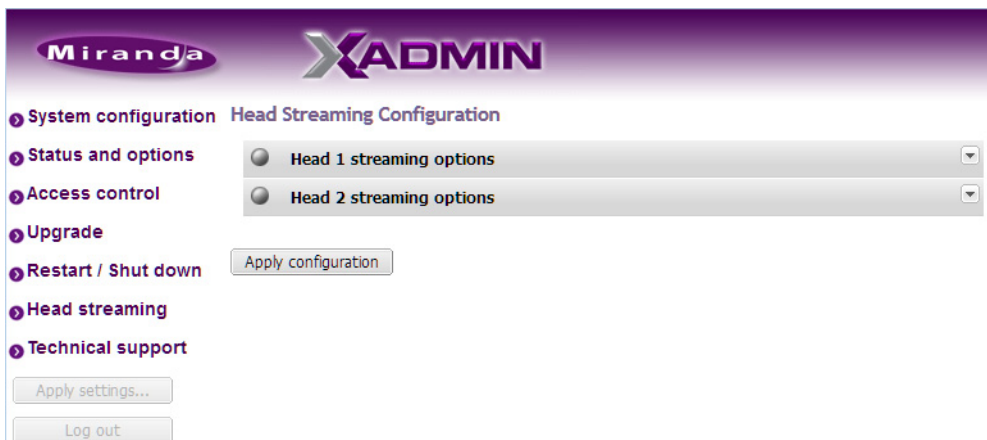 Miranda
XADMIN
System configuration
Status and options
Access control
Upgrade
Restart / Shut down
Head streaming
Technical support
Apply settings...
Log out
Head Streaming Configuration
Head 1 streaming options
Head 2 streaming options
Apply configuration